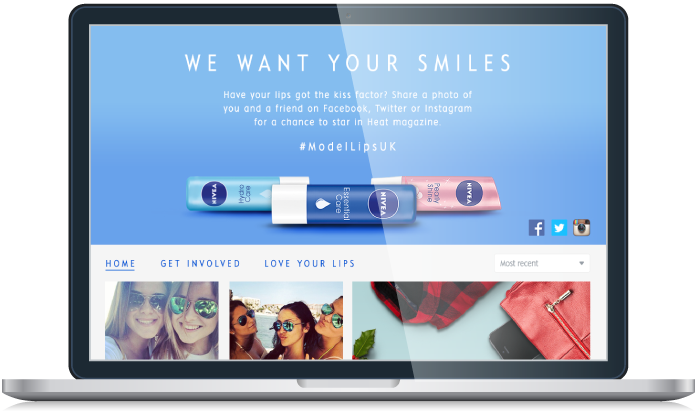 WE WANT YOUR SMILES
Have your lips got the kiss factor? Share a photo of
you and a friend on Facebook, Twitter or Instagram
for a chance to star in Heat magazine.
#ModelLipsUK
NIVEA
Hydro
Care
Essential
Care
NIVEA
Pearly
Shine
NIVEA
HOME
GET INVOLVED
LOVE YOUR LIPS
Most recent